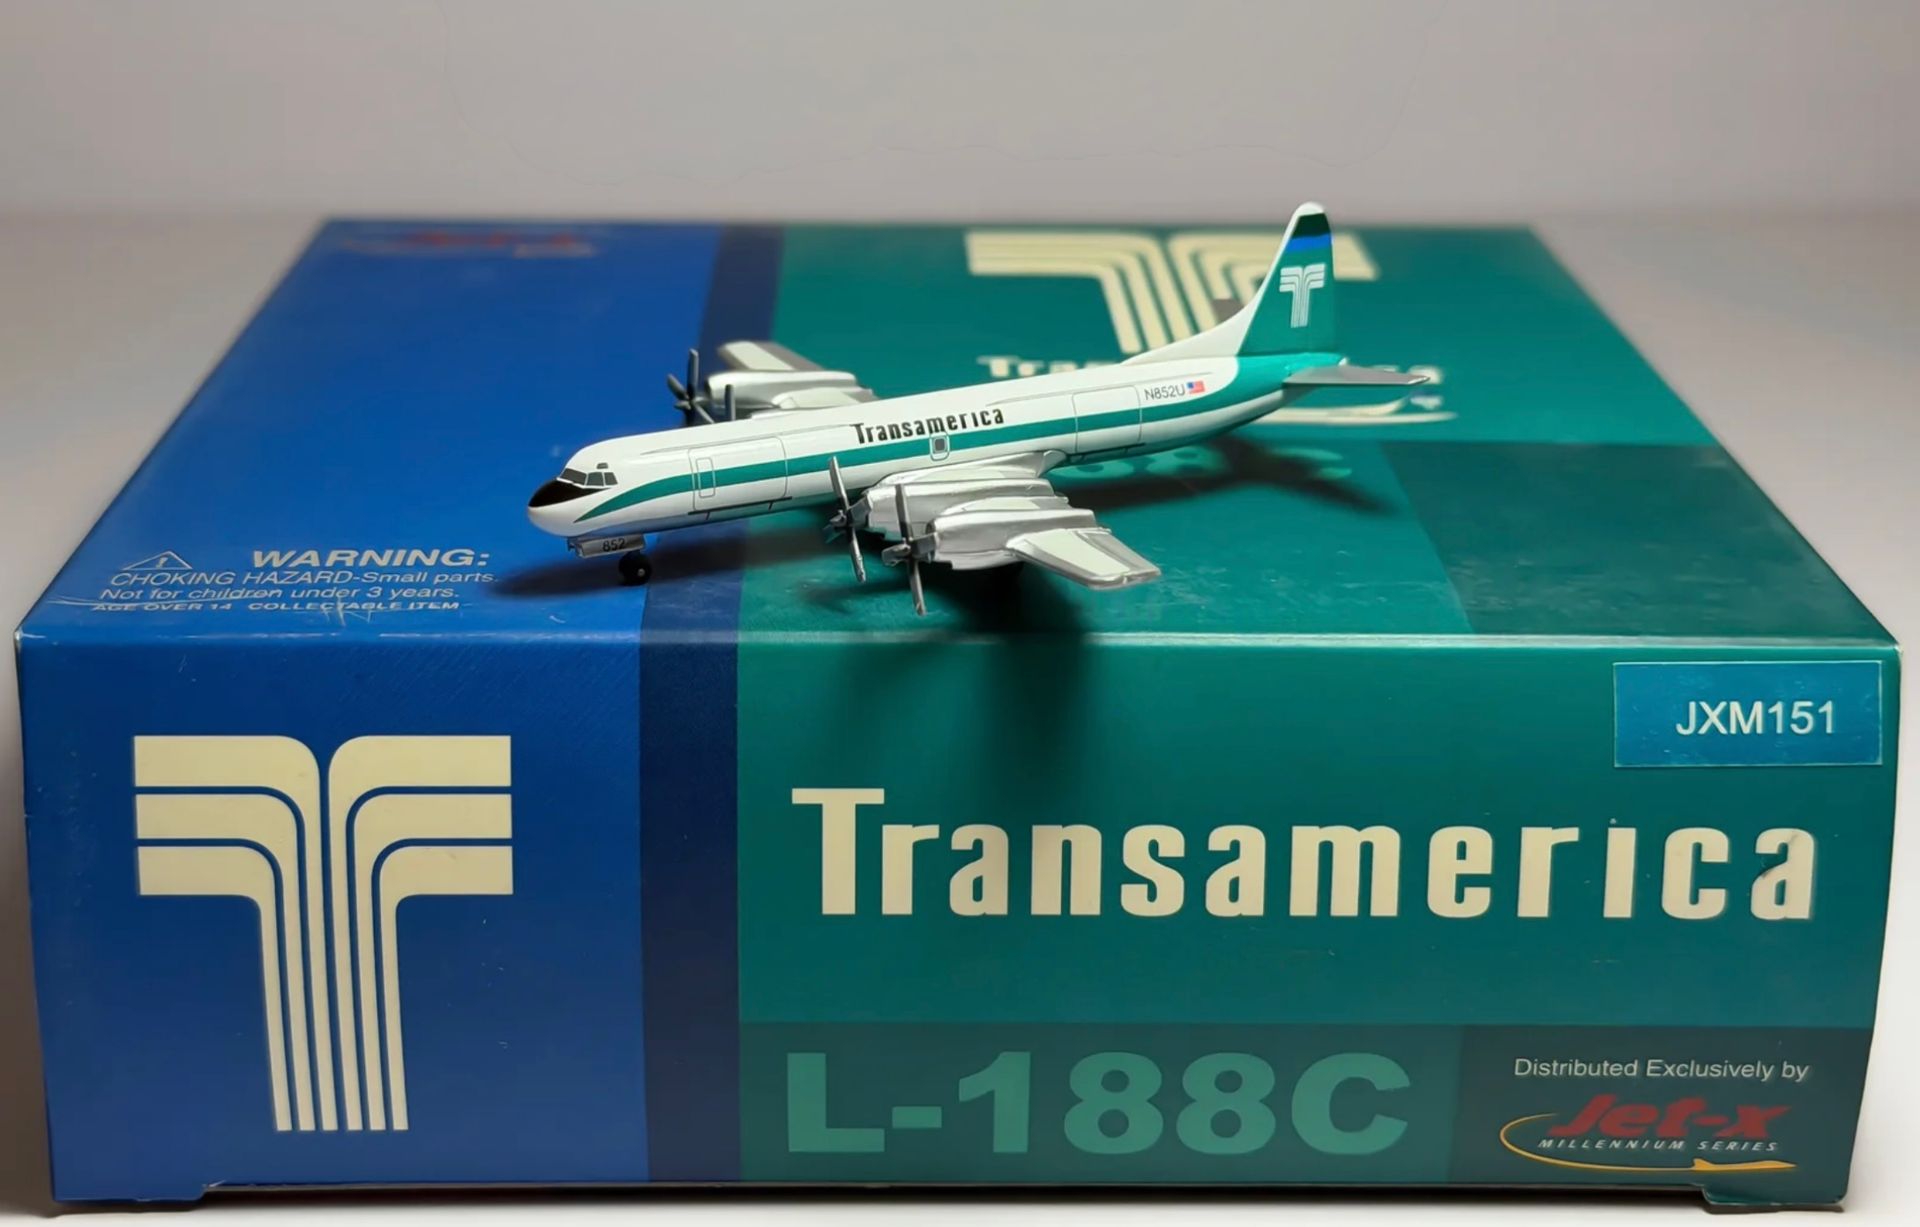 Transamerica
N852U
852
WARNING:
CHOKING HAZARD-Small parts.
Not for children under 3 years.
AGE OVER 14 COLLECTABLE ITEM
JXM151
Transamerica
L-188C
Distributed Exclusively by
Jet-x
MILLENNIUM SERIES